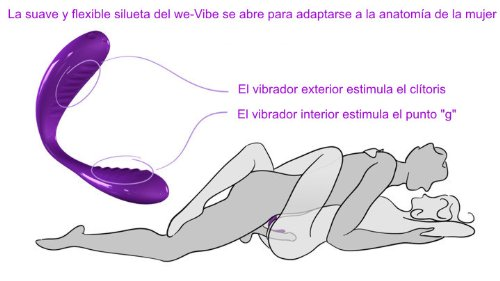 La suave y flexible silueta del we-Vibe se abre para adaptarse a la anatomía de la mujer
El vibrador exterior estimula el clítoris
El vibrador interior estimula el punto "g"